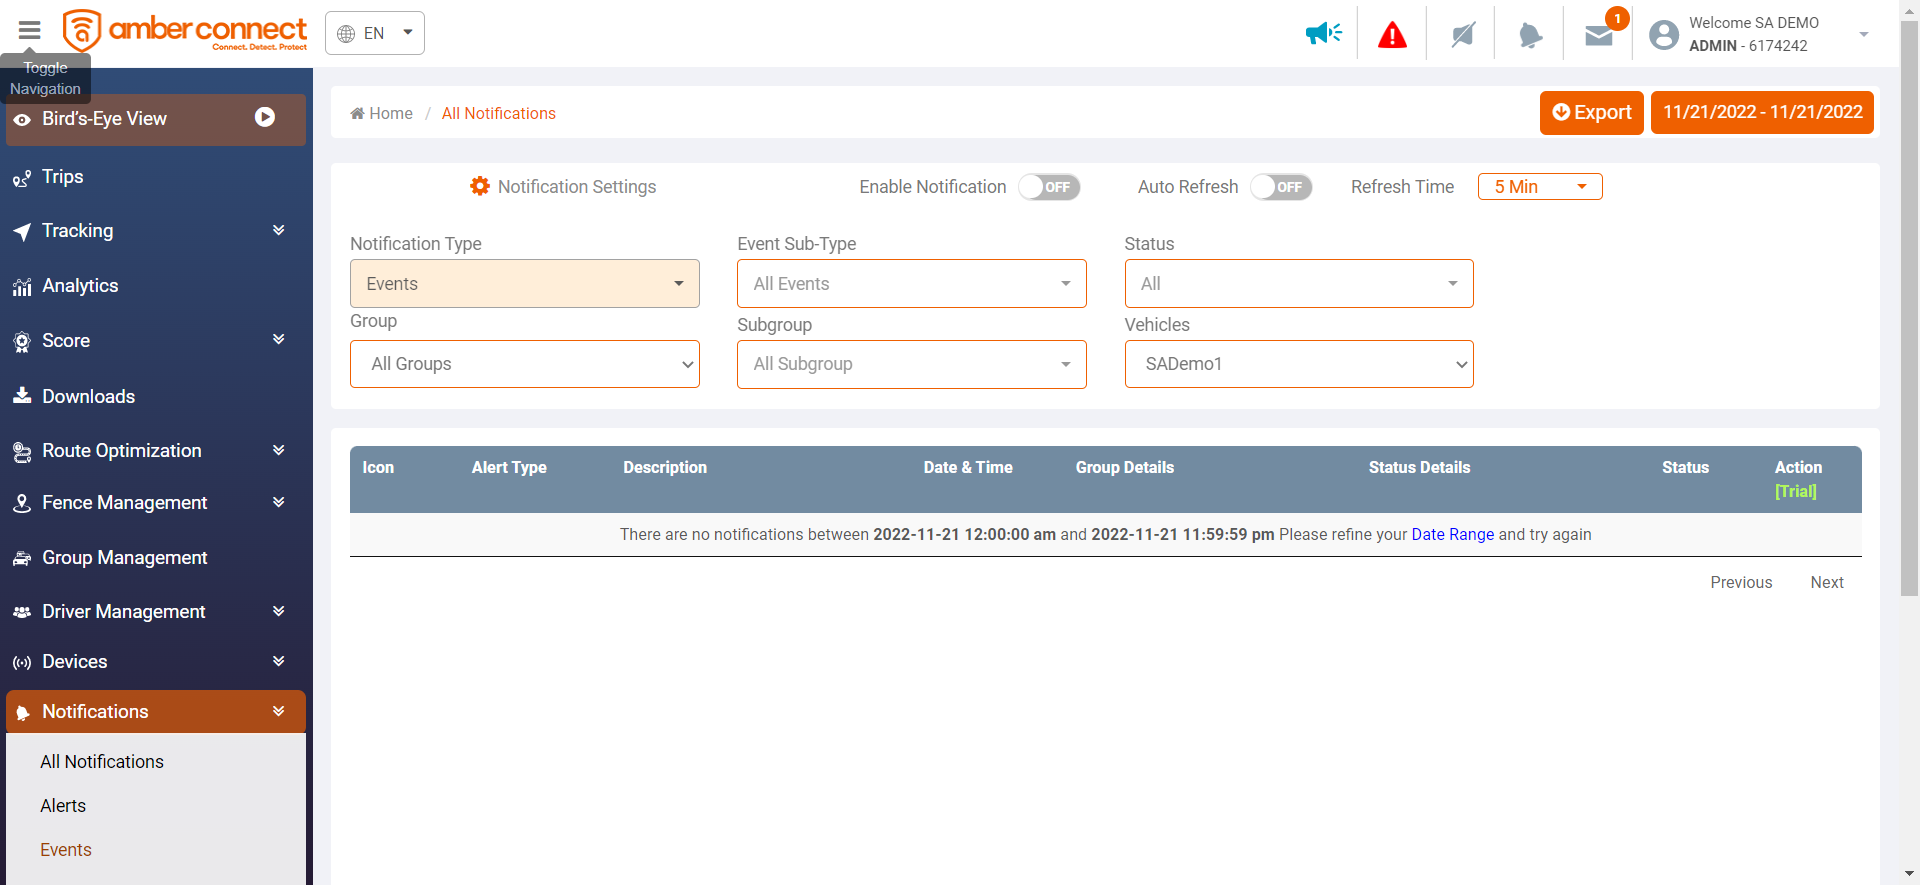 amber connect
Connect. Detect. Protect
EN
1
Welcome SA DEMO
ADMIN - 6174242
Toggle
Navigation
Bird's-Eye View
Trips
Tracking
Analytics
Score
Downloads
Route Optimization
Fence Management
Group Management
Driver Management
Devices
Notifications
All Notifications
Alerts
Events
Home / All Notifications
Export
11/21/2022 - 11/21/2022
Notification Settings
Enable Notification OFF
Auto Refresh OFF
Refresh Time 5 Min
Notification Type
Event Sub-Type
Status
Events
All Events
All
Group
Subgroup
Vehicles
All Groups
All Subgroup
SADemo1
Icon Alert Type Description Date & Time Group Details Status Details Status Action
[Trial]
There are no notifications between 2022-11-21 12:00:00 am and 2022-11-21 11:59:59 pm Please refine your Date Range and try again
Previous Next